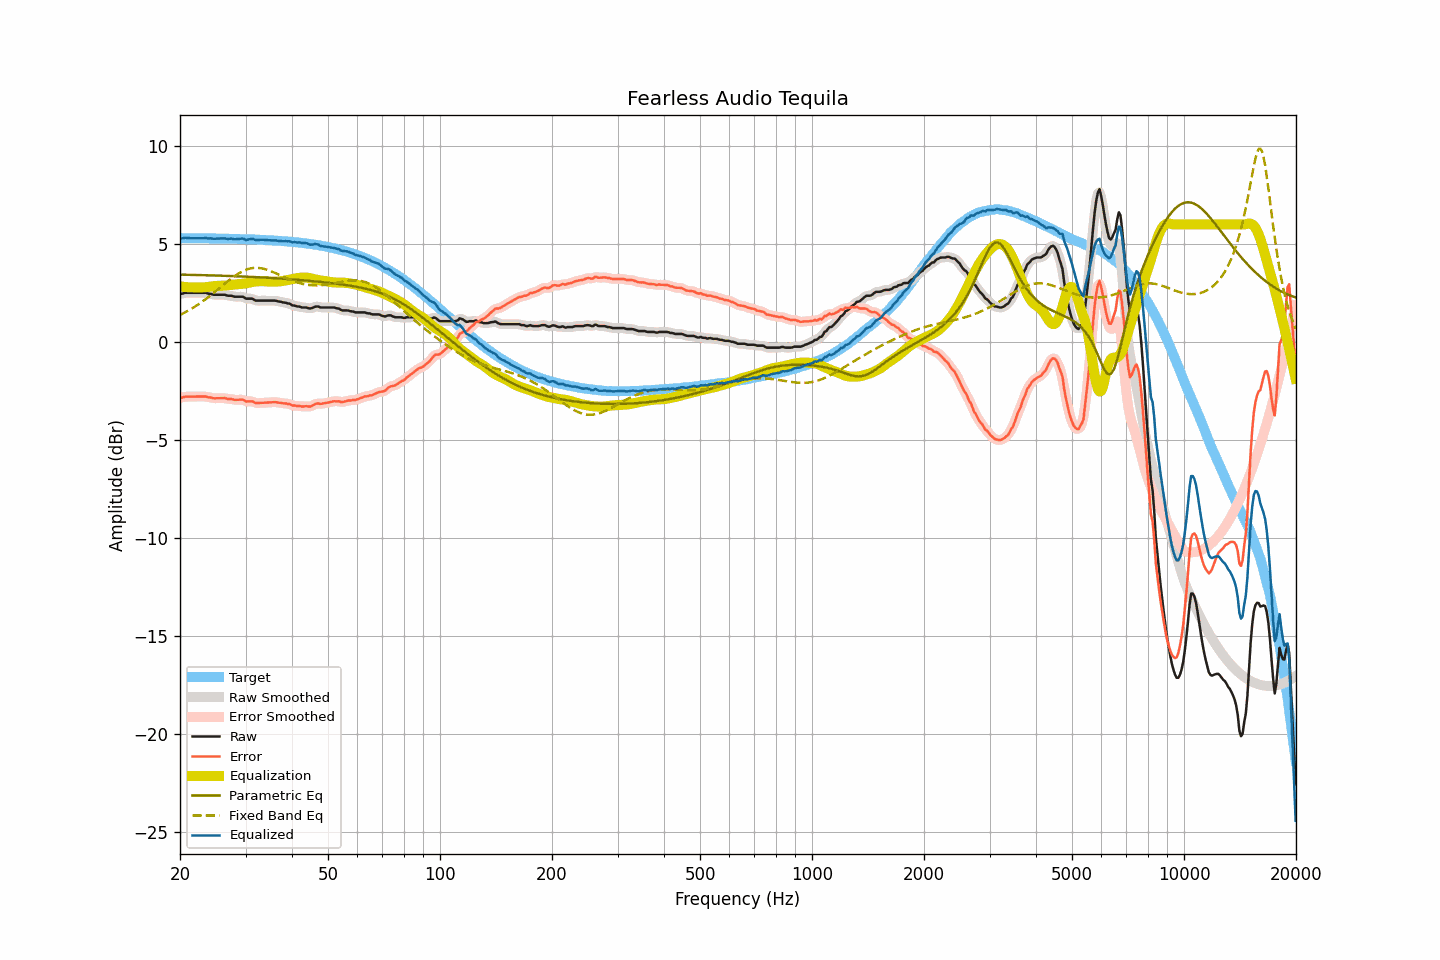 Fearless Audio Tequila
10
5
0
−5
−10
−15
−20
−25
Amplitude (dBr)
Target
Raw Smoothed
Error Smoothed
Raw
Error
Equalization
Parametric Eq
Fixed Band Eq
Equalized
20 50 100 200 500 1000 2000 5000 10000 20000
Frequency (Hz)